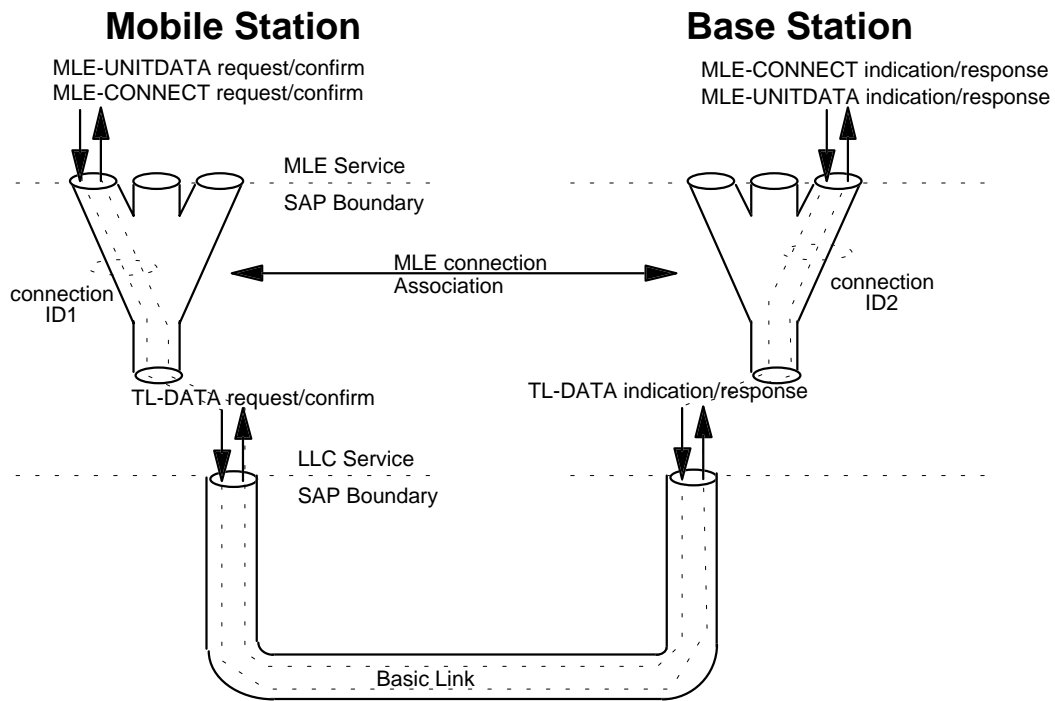 Mobile Station
Base Station
MLE-UNITDATA request/confirm
MLE-CONNECT request/confirm
MLE-CONNECT indication/response
MLE-UNITDATA indication/response
MLE Service
SAP Boundary
MLE connection
Association
connection
ID1
connection
ID2
TL-DATA request/confirm
TL-DATA indication/response
LLC Service
SAP Boundary
Basic Link